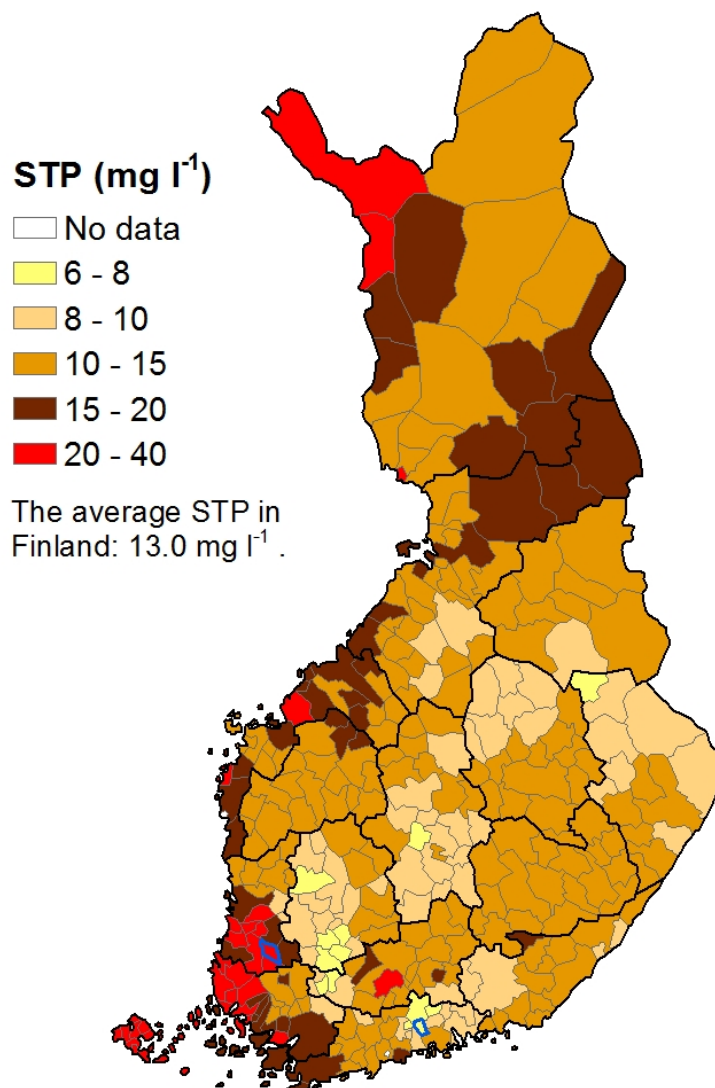 STP (mg l⁻¹)
No data
6 - 8
8 - 10
10 - 15
15 - 20
20 - 40
The average STP in
Finland: 13.0 mg l⁻¹ .